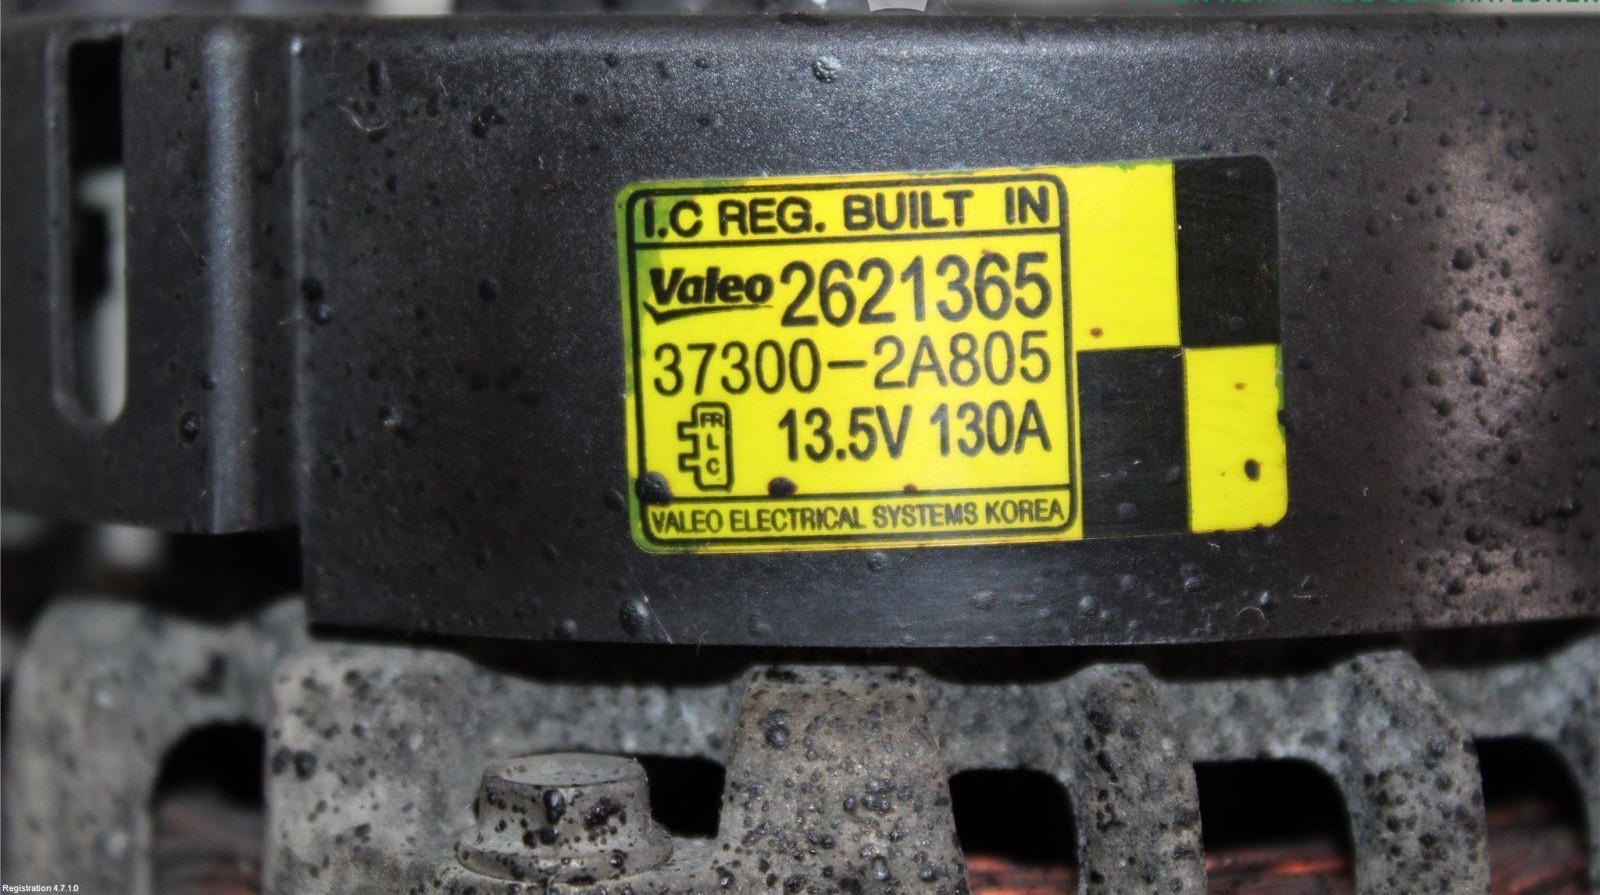 I.C REG. BUILT IN
Valeo 2621365
37300-2A805
FR
L
C
13.5V 130A
VALEO ELECTRICAL SYSTEMS KOREA
Registration 4.7.1.0